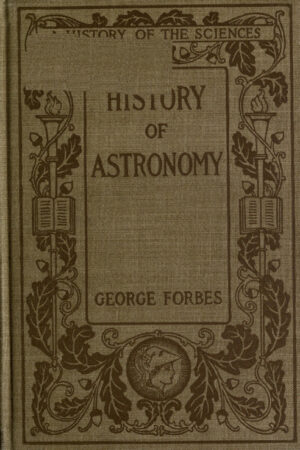 A HISTORY OF THE SCIENCES
HISTORY
OF
ASTRONOMY
GEORGE FORBES